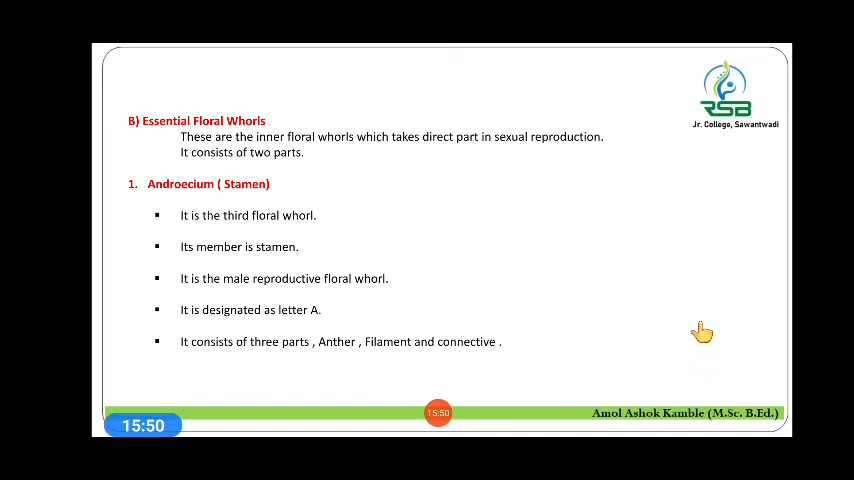 RSB
Jr. College, Sawantwadi
B) Essential Floral Whorls
These are the inner floral whorls which takes direct part in sexual reproduction.
It consists of two parts.
1. Androecium ( Stamen)
▪ It is the third floral whorl.
▪ Its member is stamen.
▪ It is the male reproductive floral whorl.
▪ It is designated as letter A.
▪ It consists of three parts , Anther , Filament and connective .
15:50
Amol Ashok Kamble (M.Sc. B.Ed.)
15:50